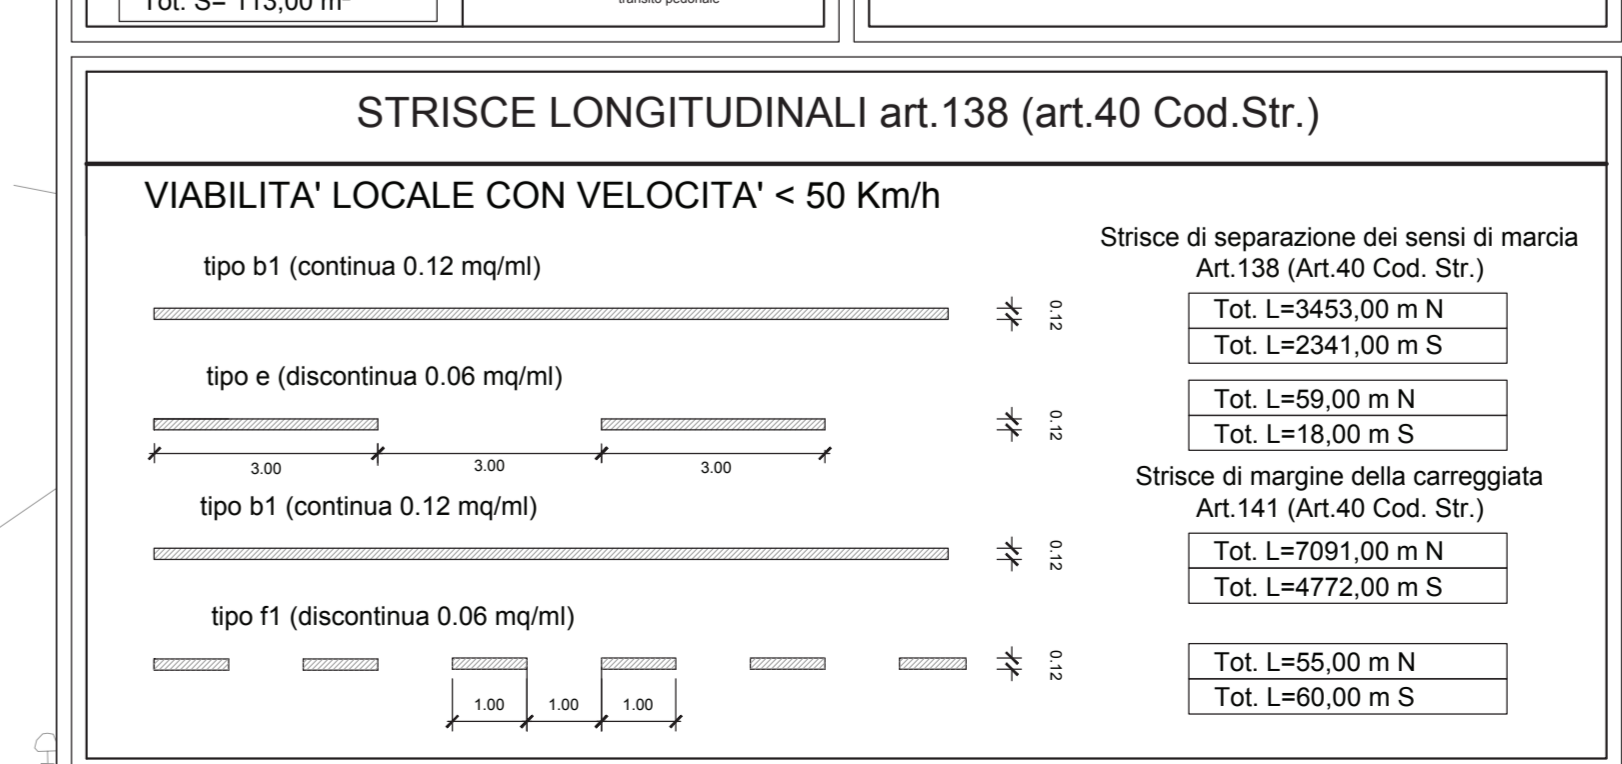 Tot. S= 113,00 m²
transito pedonale
STRISCE LONGITUDINALI art.138 (art.40 Cod.Str.)
VIABILITA' LOCALE CON VELOCITA' < 50 Km/h
Strisce di separazione dei sensi di marcia
Art.138 (Art.40 Cod. Str.)
tipo b1 (continua 0.12 mq/ml)
0.12
Tot. L=3453,00 m N
Tot. L=2341,00 m S
tipo e (discontinua 0.06 mq/ml)
0.12
Tot. L=59,00 m N
Tot. L=18,00 m S
3.00
3.00
3.00
Strisce di margine della carreggiata
Art.141 (Art.40 Cod. Str.)
tipo b1 (continua 0.12 mq/ml)
0.12
Tot. L=7091,00 m N
Tot. L=4772,00 m S
tipo f1 (discontinua 0.06 mq/ml)
0.12
Tot. L=55,00 m N
Tot. L=60,00 m S
1.00
1.00
1.00